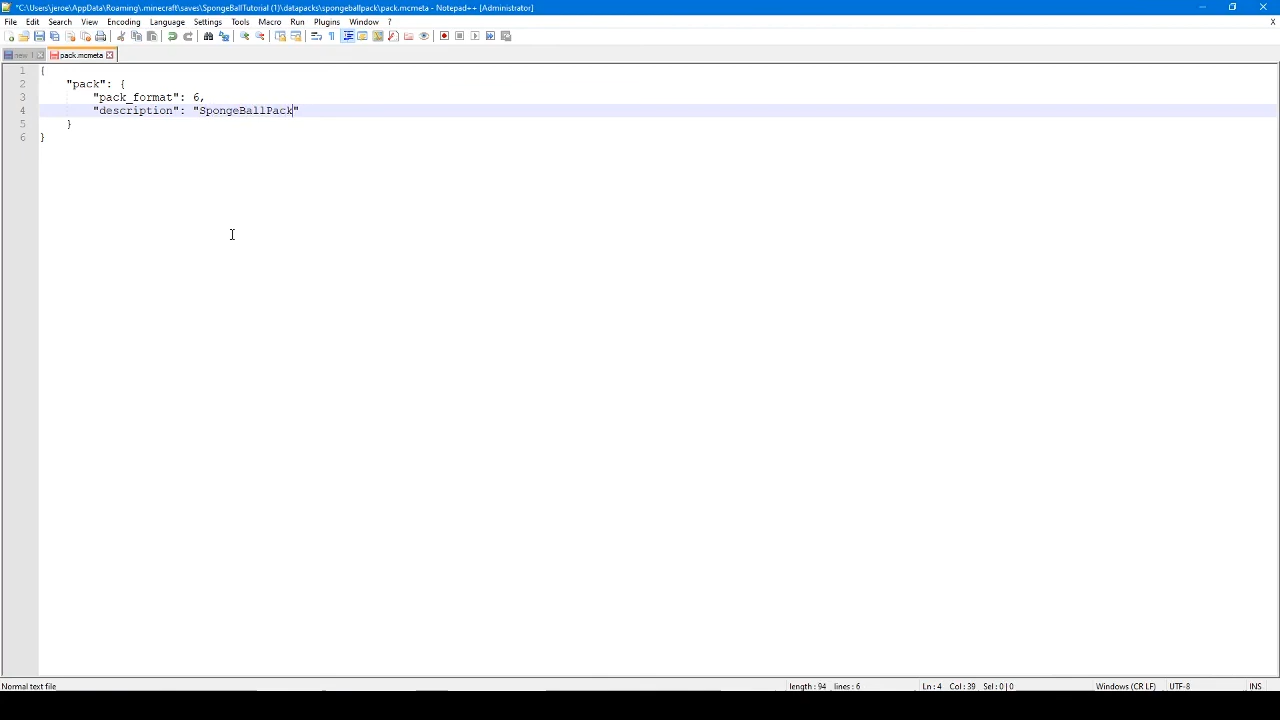 *C:\Users\jeroe\AppData\Roaming\.minecraft\saves\SpongeBallTutorial (1)\datapacks\spongeballpack\pack.mcmeta - Notepad++ [Administrator]
File Edit Search View Encoding Language Settings Tools Macro Run Plugins Window ? X
new 1 pack.mcmeta
1 {
2 "pack": {
3 "pack_format": 6,
4 "description": "SpongeBallPack"
5 }
6 }
Normal text file length : 94 lines : 6 Ln : 4 Col : 39 Sel : 0 | 0 Windows (CR LF) UTF-8 INS